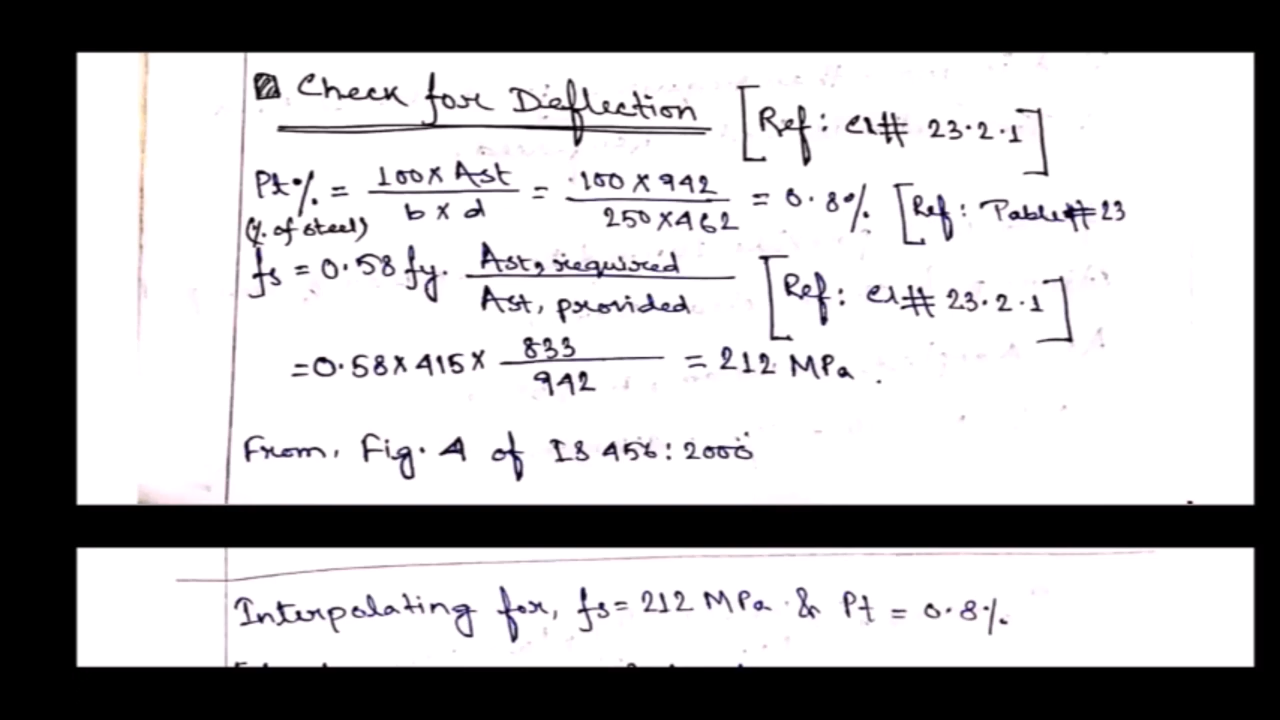 Check for Deflection [Ref: cl# 23.2.1]
Pt% = 100 x Ast / b x d = 100 x 942 / 250 x 462 = 0.8% [Ref: Table# 23
(% of steel)
fs = 0.58 fy. Ast, required / Ast, provided [Ref: cl# 23.2.1]
= 0.58 x 415 x 833 / 942 = 212 MPa.
From, Fig. 4 of IS 456: 2000
Interpolating for, fs = 212 MPa & Pt = 0.8%.